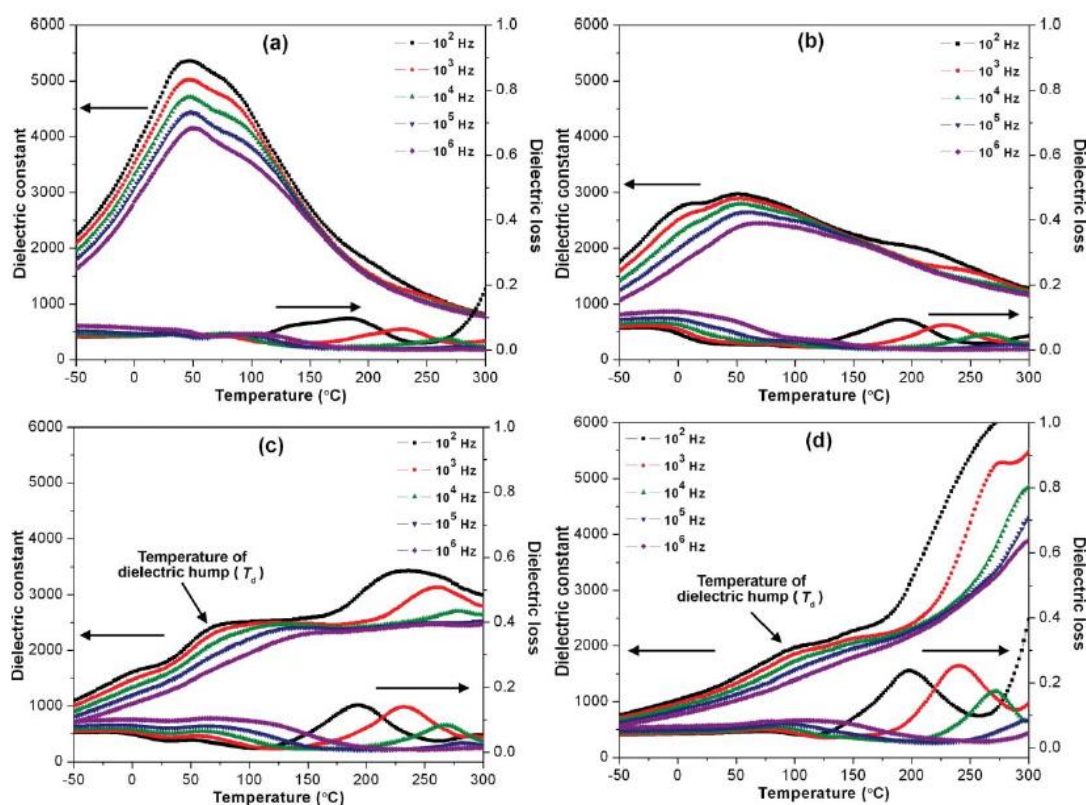 (a)
10² Hz
10³ Hz
10⁴ Hz
10⁵ Hz
10⁶ Hz
Dielectric constant
6000
5000
4000
3000
2000
1000
0
Dielectric loss
1.0
0.8
0.6
0.4
0.2
0.0
-50 0 50 100 150 200 250 300
Temperature (°C)
(b)
10² Hz
10³ Hz
10⁴ Hz
10⁵ Hz
10⁶ Hz
Dielectric constant
6000
5000
4000
3000
2000
1000
0
Dielectric loss
1.0
0.8
0.6
0.4
0.2
0.0
-50 0 50 100 150 200 250 300
Temperature (°C)
(c)
10² Hz
10³ Hz
10⁴ Hz
10⁵ Hz
10⁶ Hz
Temperature of
dielectric hump (T_d)
Dielectric constant
6000
5000
4000
3000
2000
1000
0
Dielectric loss
1.0
0.8
0.6
0.4
0.2
0.0
-50 0 50 100 150 200 250 300
Temperature (°C)
(d)
10² Hz
10³ Hz
10⁴ Hz
10⁵ Hz
10⁶ Hz
Temperature of
dielectric hump (T_d)
Dielectric constant
6000
5000
4000
3000
2000
1000
0
Dielectric loss
1.0
0.8
0.6
0.4
0.2
0.0
-50 0 50 100 150 200 250 300
Temperature (°C)